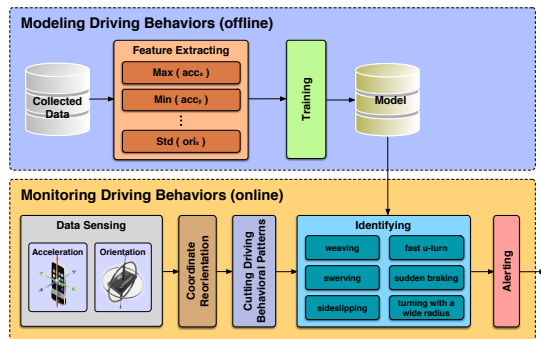 Modeling Driving Behaviors (offline)
Feature Extracting
Max ( accₓ )
Min ( accᵧ )
⋮
Std ( oriₓ )
Collected
Data
Training
Model
Monitoring Driving Behaviors (online)
Data Sensing
Acceleration
Orientation
Coordinate
Reorientation
Cutting Driving
Behavioral Patterns
Identifying
weaving
fast u-turn
swerving
sudden braking
sideslipping
turning with a
wide radius
Alerting